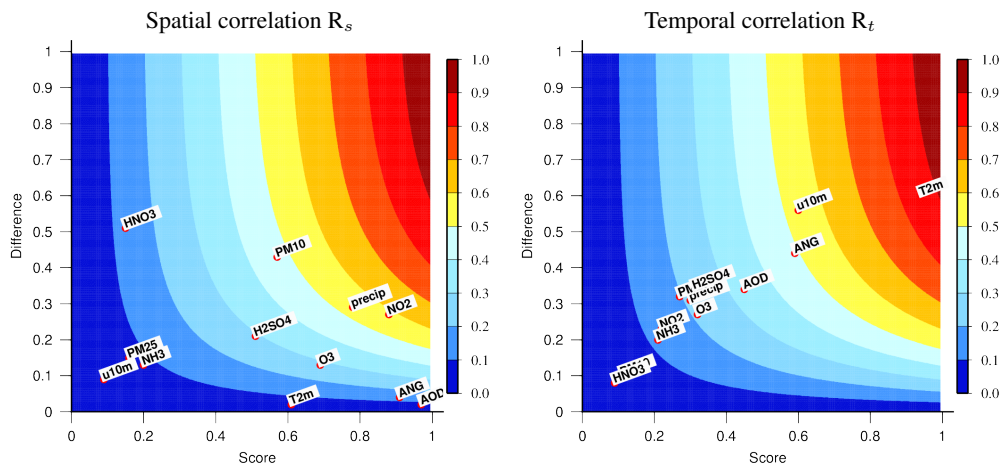 Spatial correlation Rs
Temporal correlation Rt
Difference
1
0.9
0.8
0.7
0.6
0.5
0.4
0.3
0.2
0.1
0
HNO3
PM10
precip
NO2
H2SO4
O3
PM25
NH3
u10m
T2m
ANG
AOD
0
0.2
0.4
0.6
0.8
1
Score
1.0
0.9
0.8
0.7
0.6
0.5
0.4
0.3
0.2
0.1
0.0
Difference
1
0.9
0.8
0.7
0.6
0.5
0.4
0.3
0.2
0.1
0
T2m
u10m
ANG
AOD
H2SO4
precip
O3
NO2
NH3
HNO3
0
0.2
0.4
0.6
0.8
1
Score
1.0
0.9
0.8
0.7
0.6
0.5
0.4
0.3
0.2
0.1
0.0